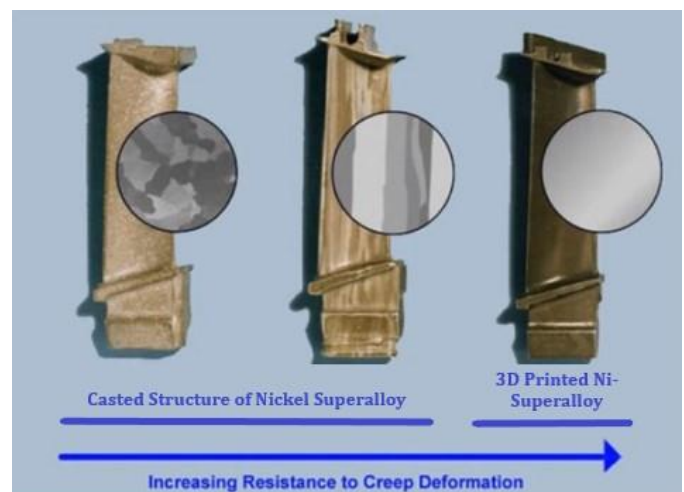 3D Printed Ni-
Superalloy
Casted Structure of Nickel Superalloy
Increasing Resistance to Creep Deformation